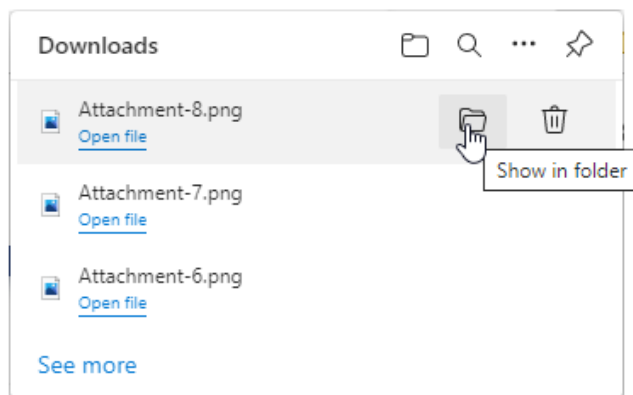 Downloads
Attachment-8.png
Open file
Show in folder
Attachment-7.png
Open file
Attachment-6.png
Open file
See more